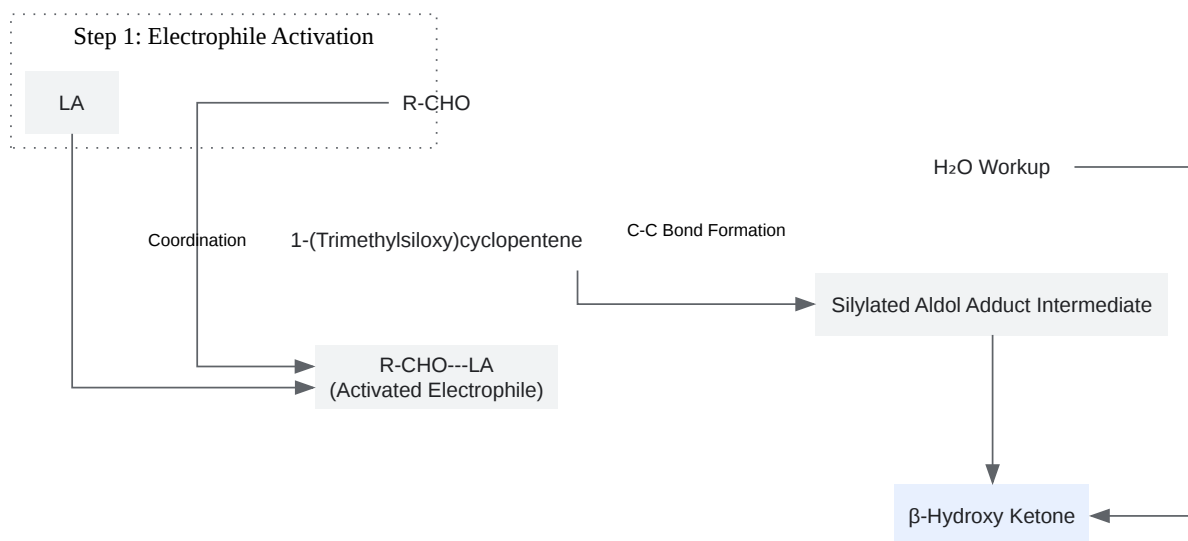 Step 1: Electrophile Activation
LA
R-CHO
H₂O Workup
Coordination
1-(Trimethylsiloxy)cyclopentene
C-C Bond Formation
Silylated Aldol Adduct Intermediate
R-CHO---LA
(Activated Electrophile)
β-Hydroxy Ketone